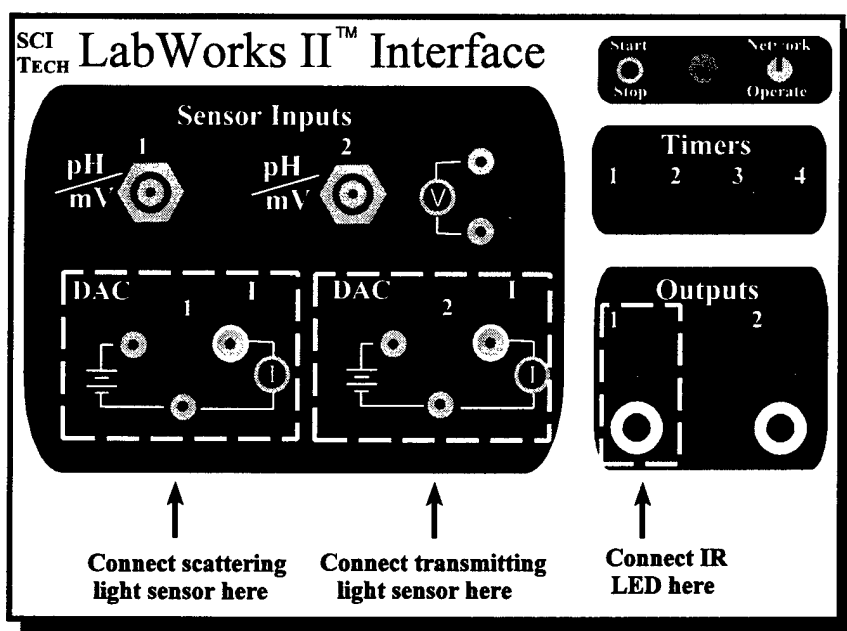 SCI TECH LabWorks II™ Interface
Start Network
Stop Operate
Sensor Inputs
1 2
pH/mV pH/mV V
DAC 1 I DAC 2 I
I I
Timers
1 2 3 4
Outputs
1 2
Connect scattering
light sensor here
Connect transmitting
light sensor here
Connect IR
LED here